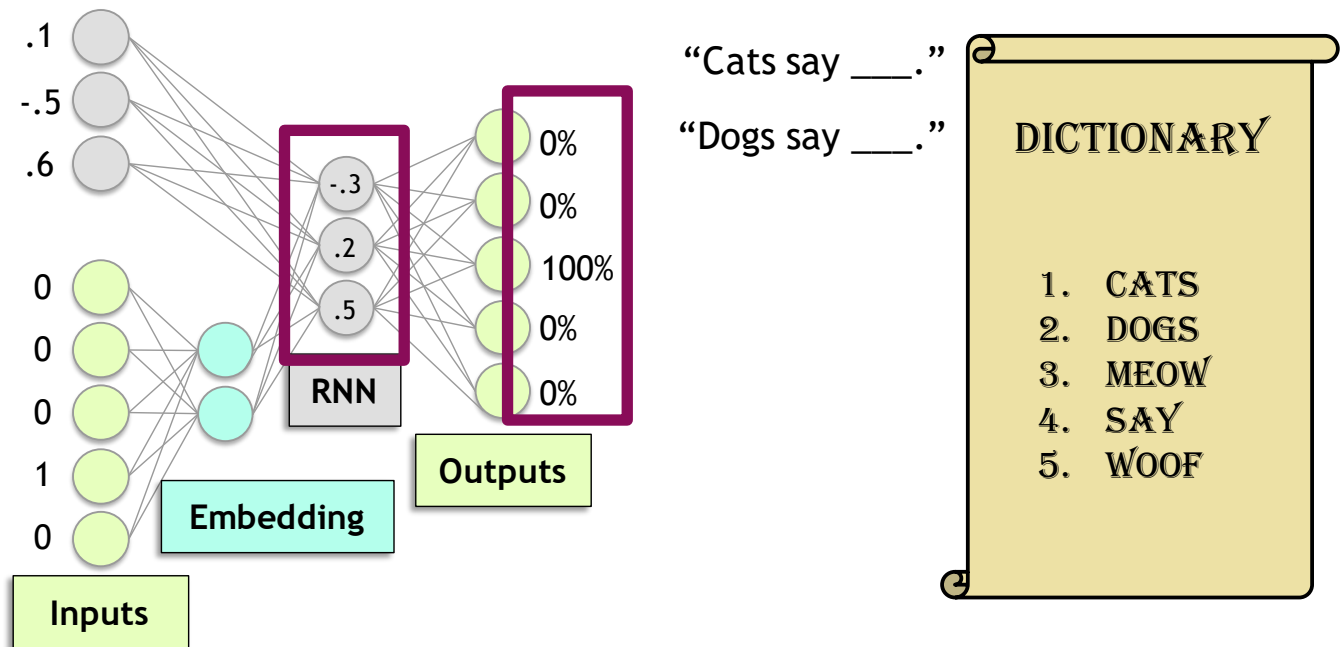 .1
-.5
.6
0
0
0
1
0
Inputs
Embedding
-.3
.2
.5
RNN
0%
0%
100%
0%
0%
Outputs
“Cats say ___.”
“Dogs say ___.”
DICTIONARY
1. CATS
2. DOGS
3. MEOW
4. SAY
5. WOOF